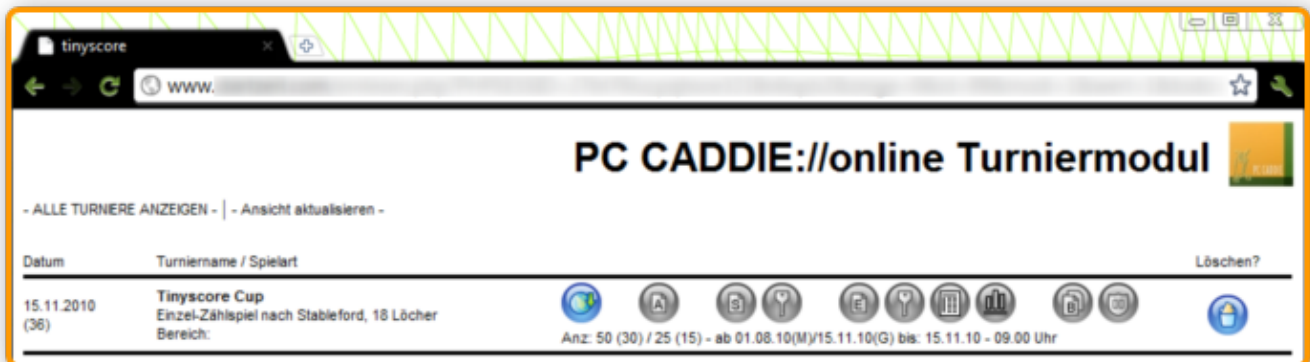 tinyscore
www.
PC CADDIE://online Turniermodul
- ALLE TURNIERE ANZEIGEN - | - Ansicht aktualisieren -
Datum Turniername / Spielart Löschen?
15.11.2010
(36)
Tinyscore Cup
Einzel-Zählspiel nach Stableford, 18 Löcher
Bereich:
A S E B
Anz: 50 (30) / 25 (15) - ab 01.08.10(M)/15.11.10(G) bis: 15.11.10 - 09.00 Uhr